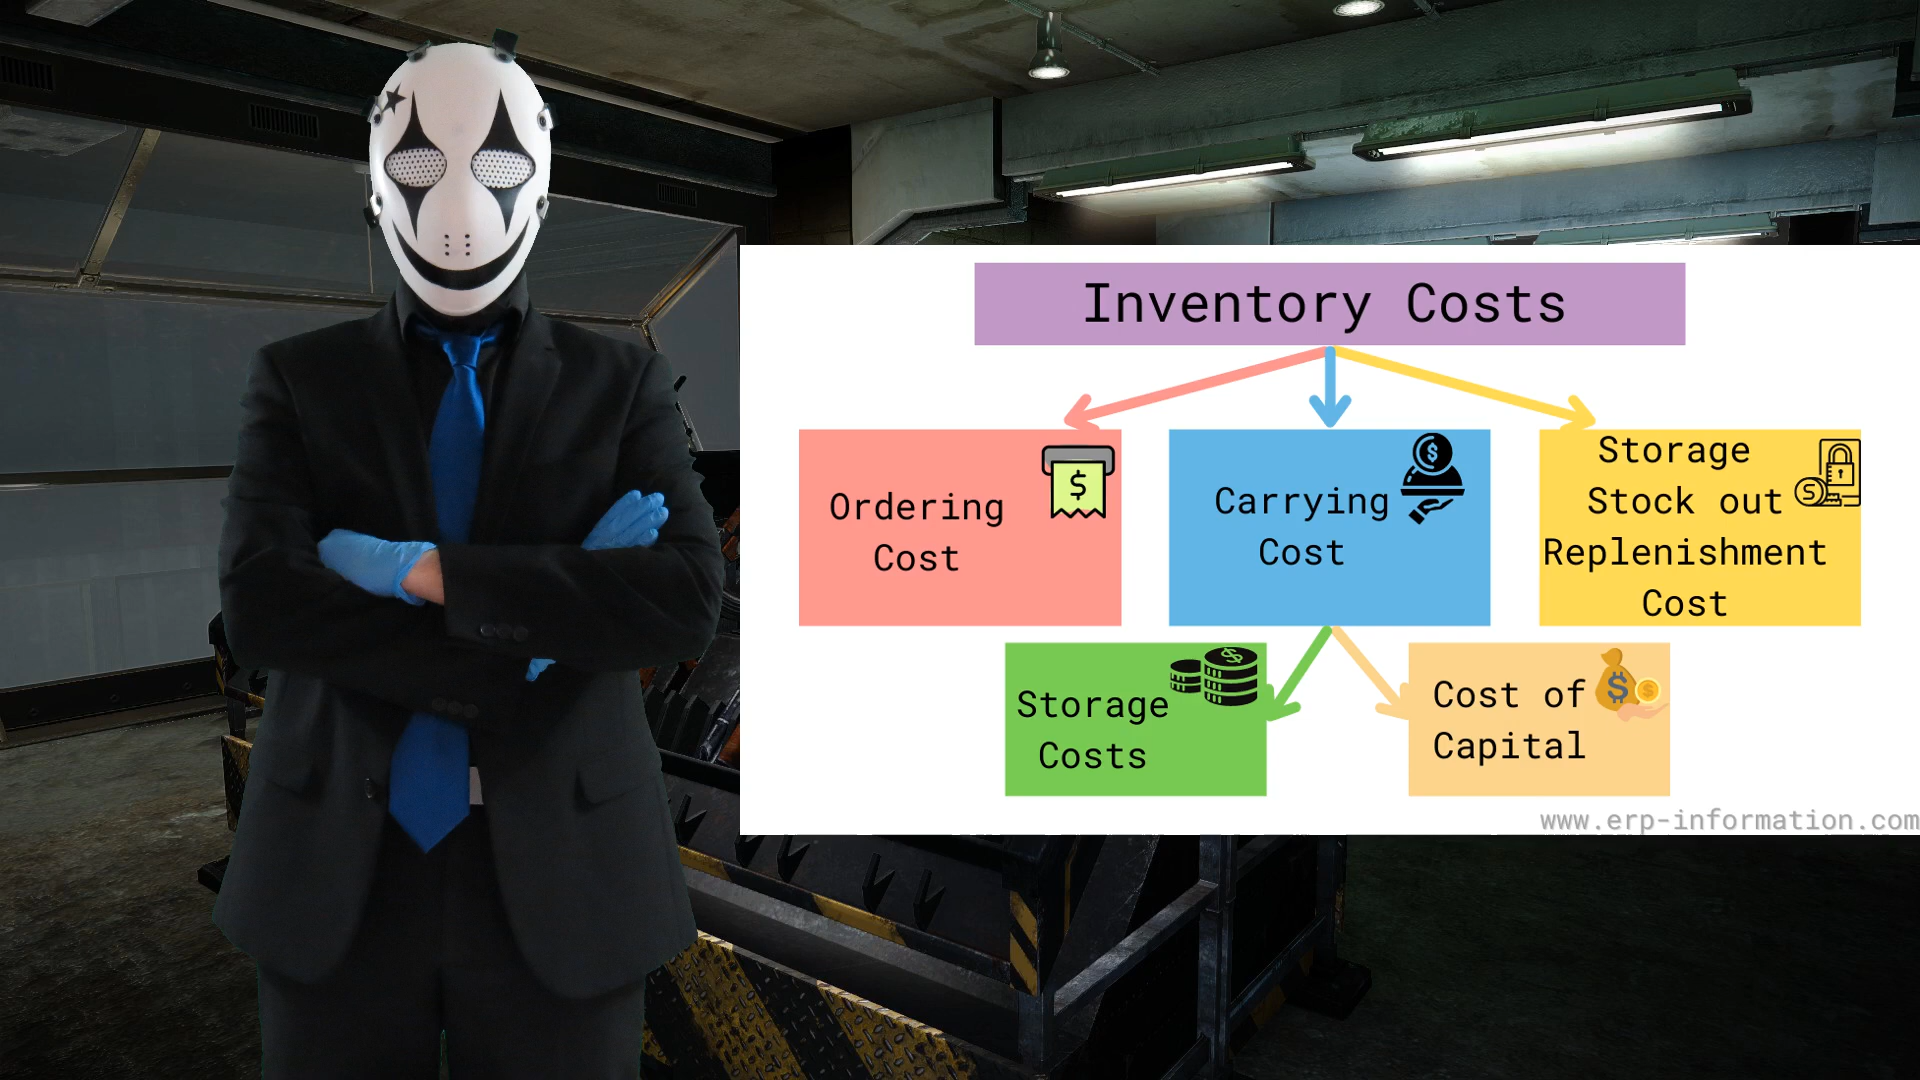 Inventory Costs
Ordering
Cost
Carrying
Cost
Storage
Stock out
Replenishment
Cost
Storage
Costs
Cost of
Capital
www.erp-information.com